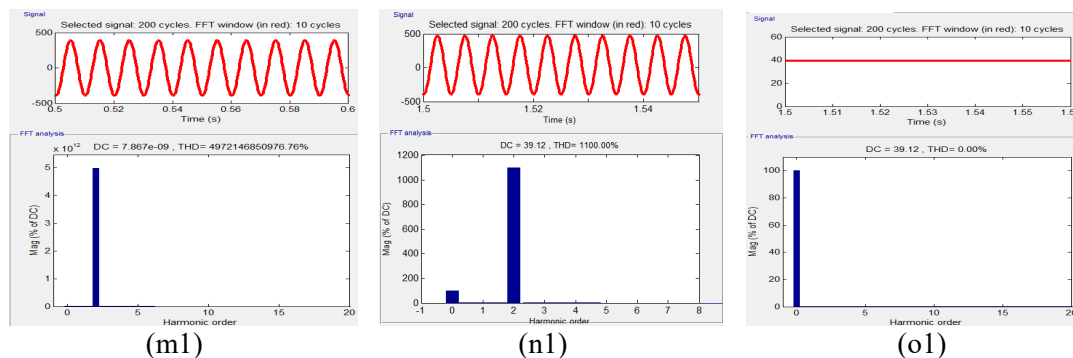 Signal
Selected signal: 200 cycles. FFT window (in red): 10 cycles
500
0
-500
0.5 0.52 0.54 0.56 0.58 0.6
Time (s)
FFT analysis
x 10^12
DC = 7.867e-09 , THD= 4972146850976.76%
5
4
3
2
1
0
Mag (% of DC)
0 5 10 15 20
Harmonic order
(m1)
Signal
Selected signal: 200 cycles. FFT window (in red): 10 cycles
500
0
-500
1.5 1.52 1.54
Time (s)
FFT analysis
DC = 39.12 , THD= 1100.00%
1200
1000
800
600
400
200
0
Mag (% of DC)
-1 0 1 2 3 4 5 6 7 8
Harmonic order
(n1)
Signal
Selected signal: 200 cycles. FFT window (in red): 10 cycles
60
40
20
0
1.5 1.51 1.52 1.53 1.54 1.55
Time (s)
FFT analysis
DC = 39.12 , THD= 0.00%
100
80
60
40
20
0
Mag (% of DC)
0 5 10 15 20
Harmonic order
(o1)